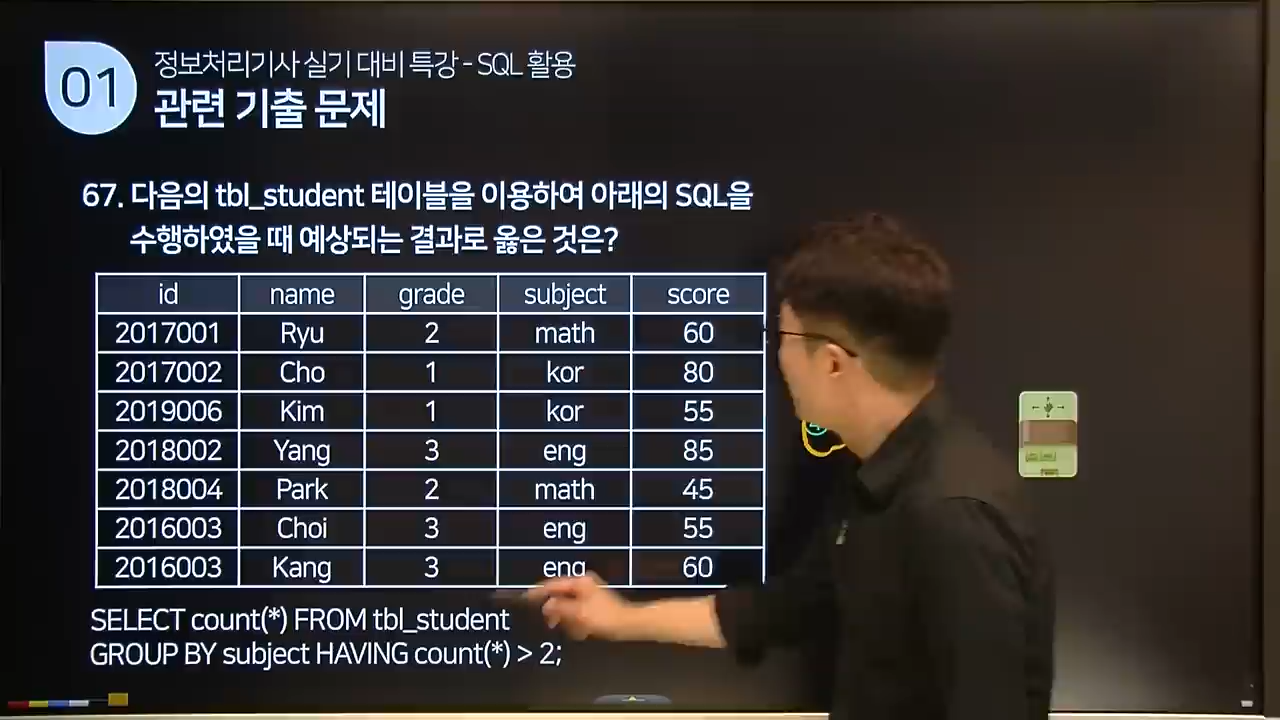 01
정보처리기사 실기 대비 특강 - SQL 활용
관련 기출 문제
67. 다음의 tbl_student 테이블을 이용하여 아래의 SQL을
수행하였을 때 예상되는 결과로 옳은 것은?
id name grade subject score
2017001 Ryu 2 math 60
2017002 Cho 1 kor 80
2019006 Kim 1 kor 55
2018002 Yang 3 eng 85
2018004 Park 2 math 45
2016003 Choi 3 eng 55
2016003 Kang 3 eng 60
SELECT count(*) FROM tbl_student
GROUP BY subject HAVING count(*) > 2;